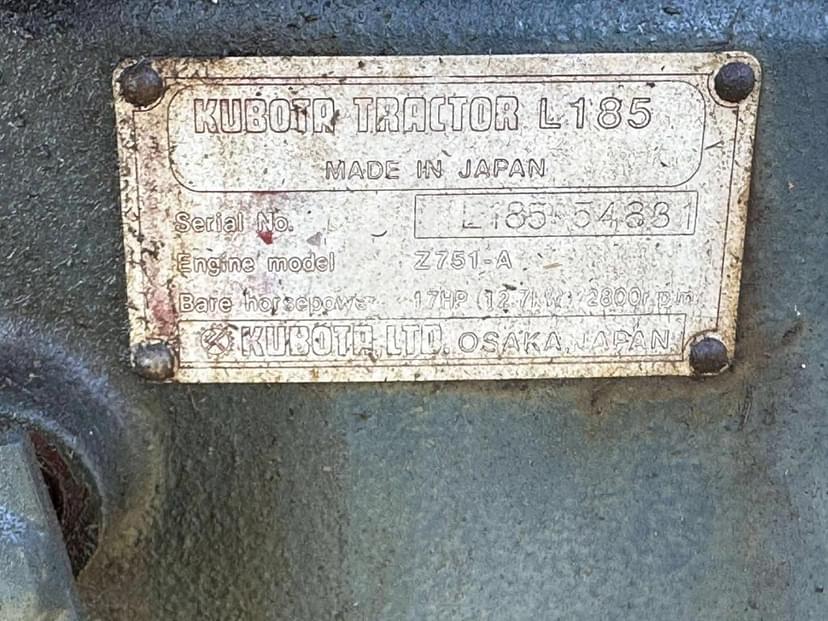 KUBOTA TRACTOR L185
MADE IN JAPAN
Serial No. L185-54881
Engine model Z751-A
Bare horsepower 17HP (12.7kW)/2800r.p.m
KUBOTA, LTD. OSAKA, JAPAN